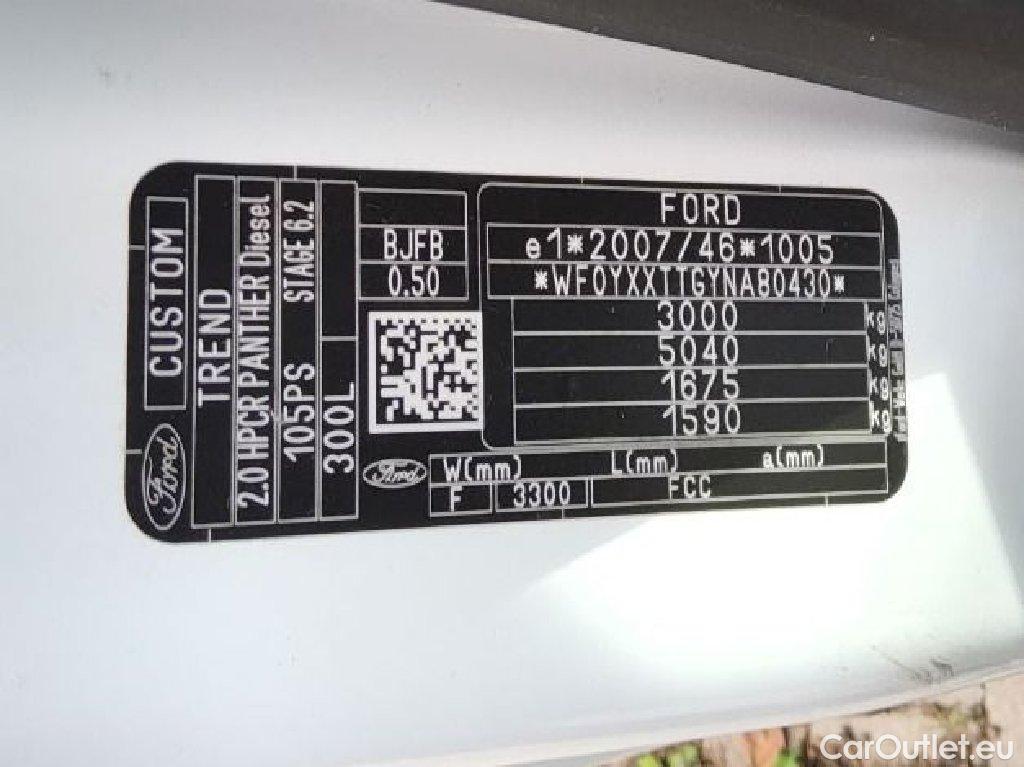 FORD
e1*2007/46*1005
*WF0YXXTTGYNA80430*
3000 kg
5040 kg
1675 kg
1590 kg
BJFB
0.50
W(mm) L(mm) a(mm)
F 3300 FCC
Ford
Ford
CUSTOM
TREND
2.0 HPCR PANTHER Diesel
105PS STAGE 6.2
300L
CarOutlet.eu